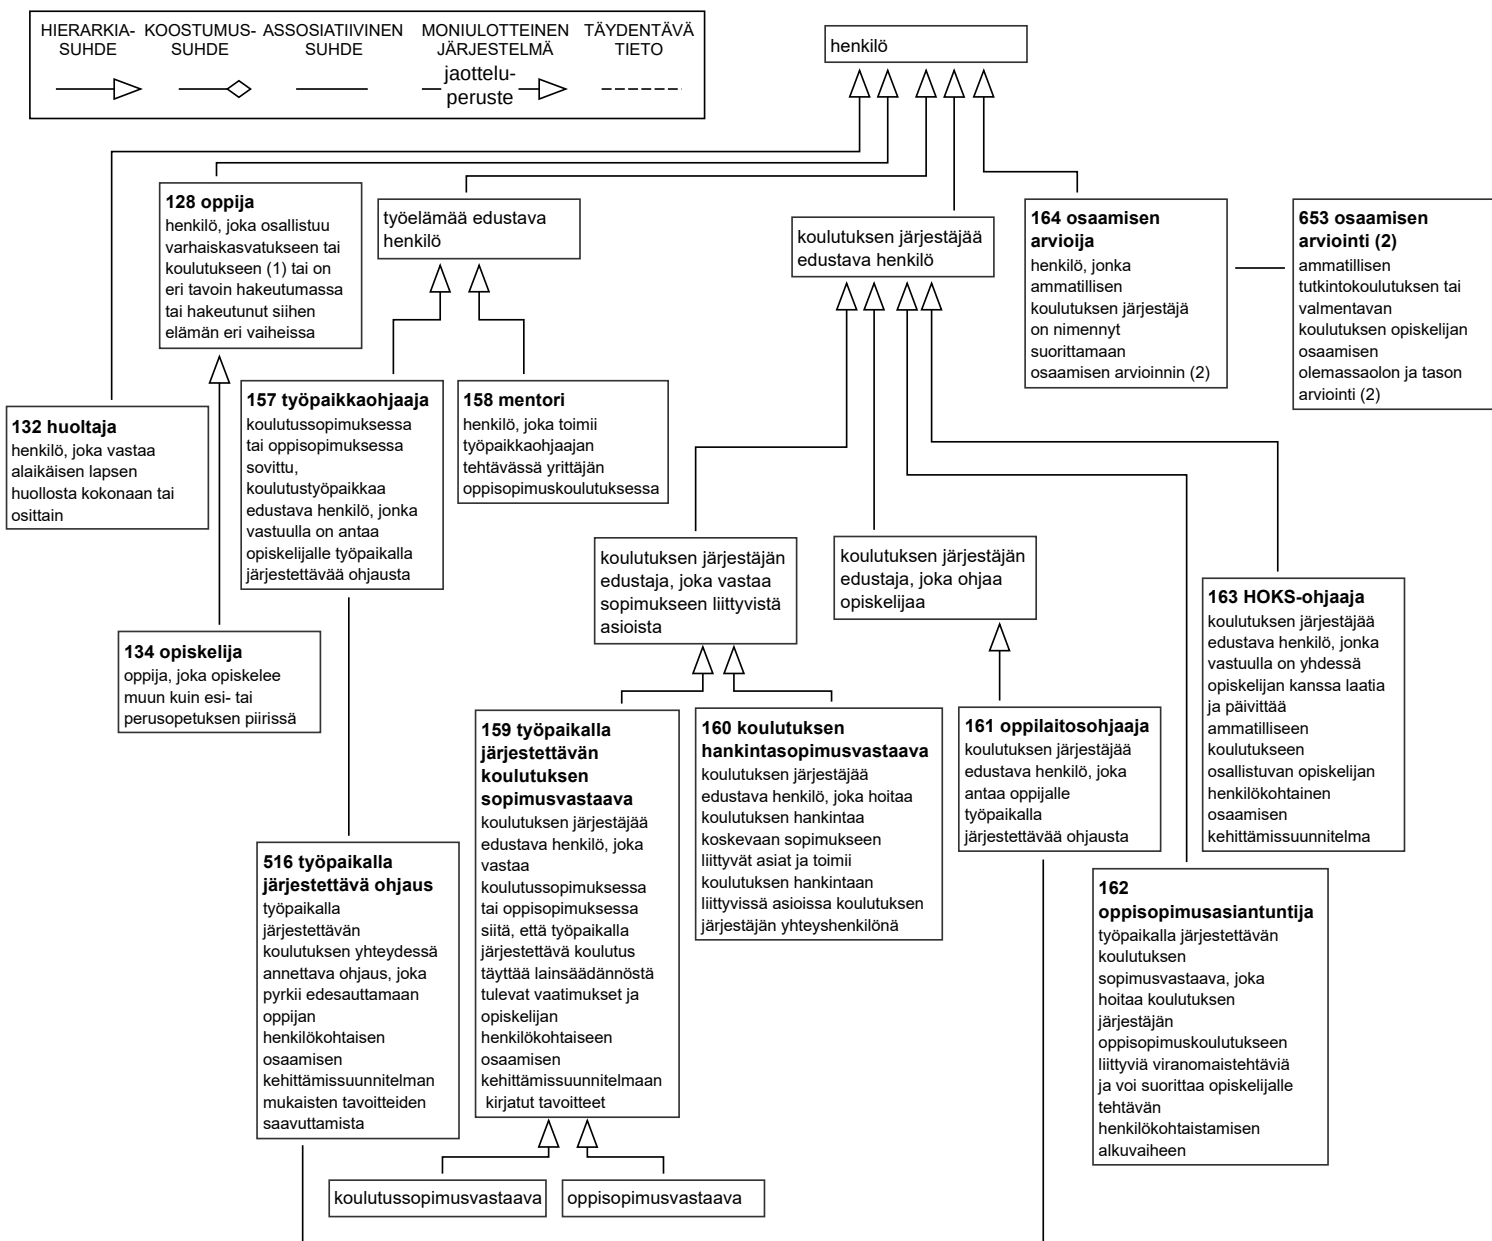 HIERARKIA-
SUHDE
KOOSTUMUS-
SUHDE
ASSOSIATIIVINEN
SUHDE
MONIULOTTEINEN
JÄRJESTELMÄ
TÄYDENTÄVÄ
TIETO
jaottelu-
peruste
henkilö
128 oppija
henkilö, joka osallistuu
varhaiskasvatukseen tai
koulutukseen (1) tai on
eri tavoin hakeutumassa
tai hakeutunut siihen
elämän eri vaiheissa
työelämää edustava
henkilö
koulutuksen järjestäjää
edustava henkilö
164 osaamisen
arvioija
henkilö, jonka
ammatillisen
koulutuksen järjestäjä
on nimennyt
suorittamaan
osaamisen arvioinnin (2)
653 osaamisen
arviointi (2)
ammatillisen
tutkintokoulutuksen tai
valmentavan
koulutuksen opiskelijan
osaamisen
olemassaolon ja tason
arviointi (2)
132 huoltaja
henkilö, joka vastaa
alaikäisen lapsen
huollosta kokonaan tai
osittain
157 työpaikkaohjaaja
koulutussopimuksessa
tai oppisopimuksessa
sovittu,
koulutustyöpaikkaa
edustava henkilö, jonka
vastuulla on antaa
opiskelijalle työpaikalla
järjestettävää ohjausta
158 mentori
henkilö, joka toimii
työpaikkaohjaajan
tehtävässä yrittäjän
oppisopimuskoulutuksessa
koulutuksen järjestäjän
edustaja, joka vastaa
sopimukseen liittyvistä
asioista
koulutuksen järjestäjän
edustaja, joka ohjaa
opiskelijaa
163 HOKS-ohjaaja
koulutuksen järjestäjää
edustava henkilö, jonka
vastuulla on yhdessä
opiskelijan kanssa laatia
ja päivittää
ammatilliseen
koulutukseen
osallistuvan opiskelijan
henkilökohtainen
osaamisen
kehittämissuunnitelma
134 opiskelija
oppija, joka opiskelee
muun kuin esi- tai
perusopetuksen piirissä
159 työpaikalla
järjestettävän
koulutuksen
sopimusvastaava
koulutuksen järjestäjää
edustava henkilö, joka
vastaa
koulutussopimuksessa
tai oppisopimuksessa
siitä, että työpaikalla
järjestettävä koulutus
täyttää lainsäädännöstä
tulevat vaatimukset ja
opiskelijan
henkilökohtaiseen
osaamisen
kehittämissuunnitelmaan
kirjatut tavoitteet
160 koulutuksen
hankintasopimusvastaava
koulutuksen järjestäjää
edustava henkilö, joka hoitaa
koulutuksen hankintaa
koskevaan sopimukseen
liittyvät asiat ja toimii
koulutuksen hankintaan
liittyvissä asioissa koulutuksen
järjestäjän yhteyshenkilönä
161 oppilaitosohjaaja
koulutuksen järjestäjää
edustava henkilö, joka
antaa oppijalle
työpaikalla
järjestettävää ohjausta
516 työpaikalla
järjestettävä ohjaus
työpaikalla
järjestettävän
koulutuksen yhteydessä
annettava ohjaus, joka
pyrkii edesauttamaan
oppijan
henkilökohtaisen
osaamisen
kehittämissuunnitelman
mukaisten tavoitteiden
saavuttamista
162
oppisopimusasiantuntija
työpaikalla järjestettävän
koulutuksen
sopimusvastaava, joka
hoitaa koulutuksen
järjestäjän
oppisopimuskoulutukseen
liittyviä viranomaistehtäviä
ja voi suorittaa opiskelijalle
tehtävän
henkilökohtaistamisen
alkuvaiheen
koulutussopimusvastaava
oppisopimusvastaava